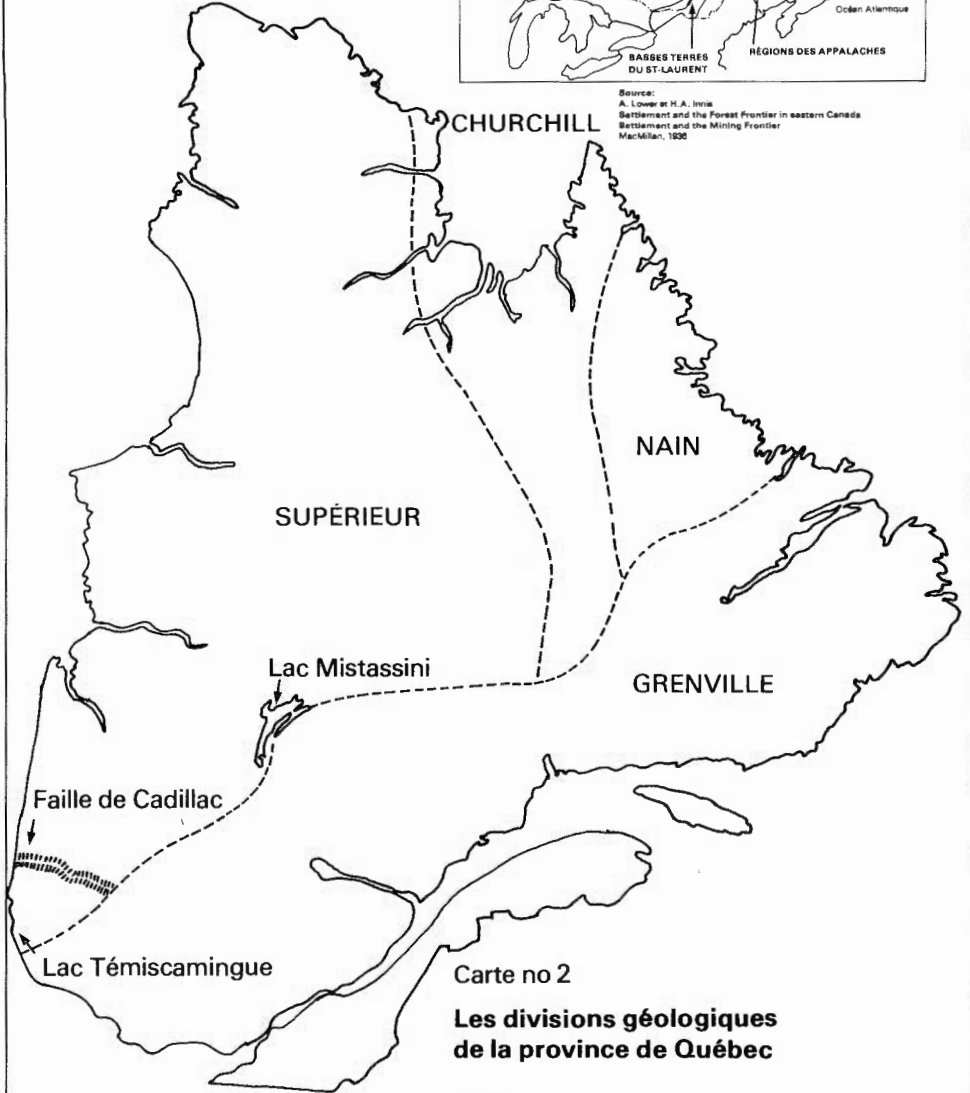 Océan Atlantique
BASSES TERRES
DU ST-LAURENT
RÉGIONS DES APPALACHES
Source:
A. Lower et H.A. Innis
Settlement and the Forest Frontier in eastern Canada
Settlement and the Mining Frontier
MacMillan, 1936
CHURCHILL
NAIN
SUPÉRIEUR
Lac Mistassini
GRENVILLE
Faille de Cadillac
Lac Témiscamingue
Carte no 2
Les divisions géologiques
de la province de Québec